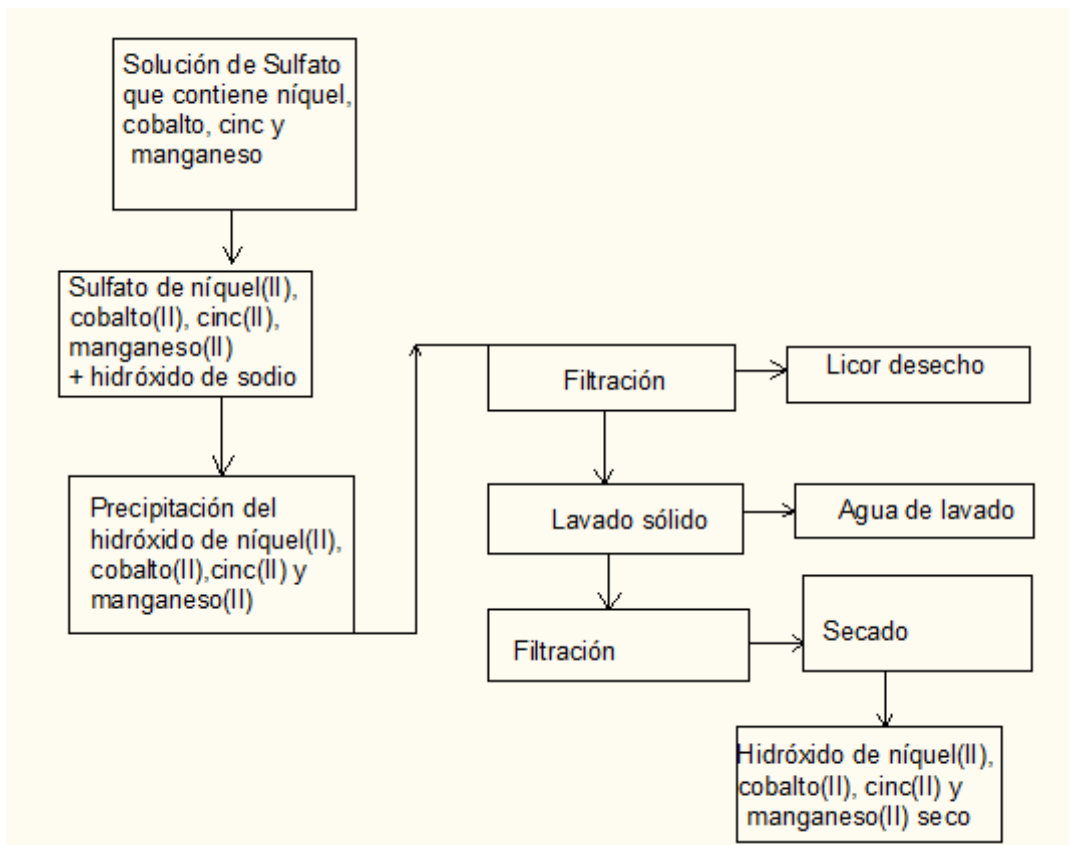 Solución de Sulfato
que contiene níquel,
cobalto, cinc y
manganeso
Sulfato de níquel(II),
cobalto(II), cinc(II),
manganeso(II)
+ hidróxido de sodio
Precipitación del
hidróxido de níquel(II),
cobalto(II),cinc(II) y
manganeso(II)
Filtración
Licor desecho
Lavado sólido
Agua de lavado
Filtración
Secado
Hidróxido de níquel(II),
cobalto(II), cinc(II) y
manganeso(II) seco